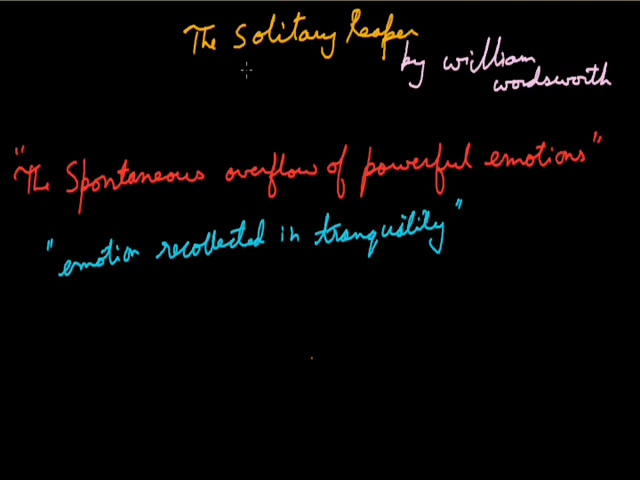 The Solitary Reaper
by william
wordsworth
"The Spontaneous overflow of powerful emotions"
"emotion recollected in tranquility"